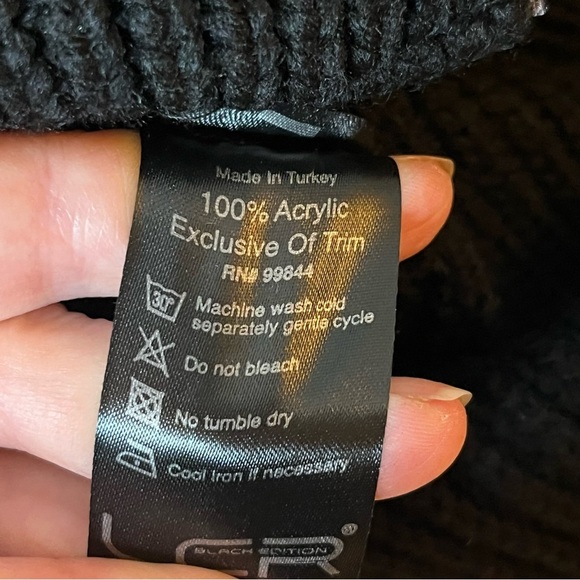 Made In Turkey
100% Acrylic
Exclusive Of Trim
RN# 99844
30°
Machine wash cold
separately gentle cycle
Do not bleach
No tumble dry
Cool Iron if necessary
LCR®
BLACK EDITION